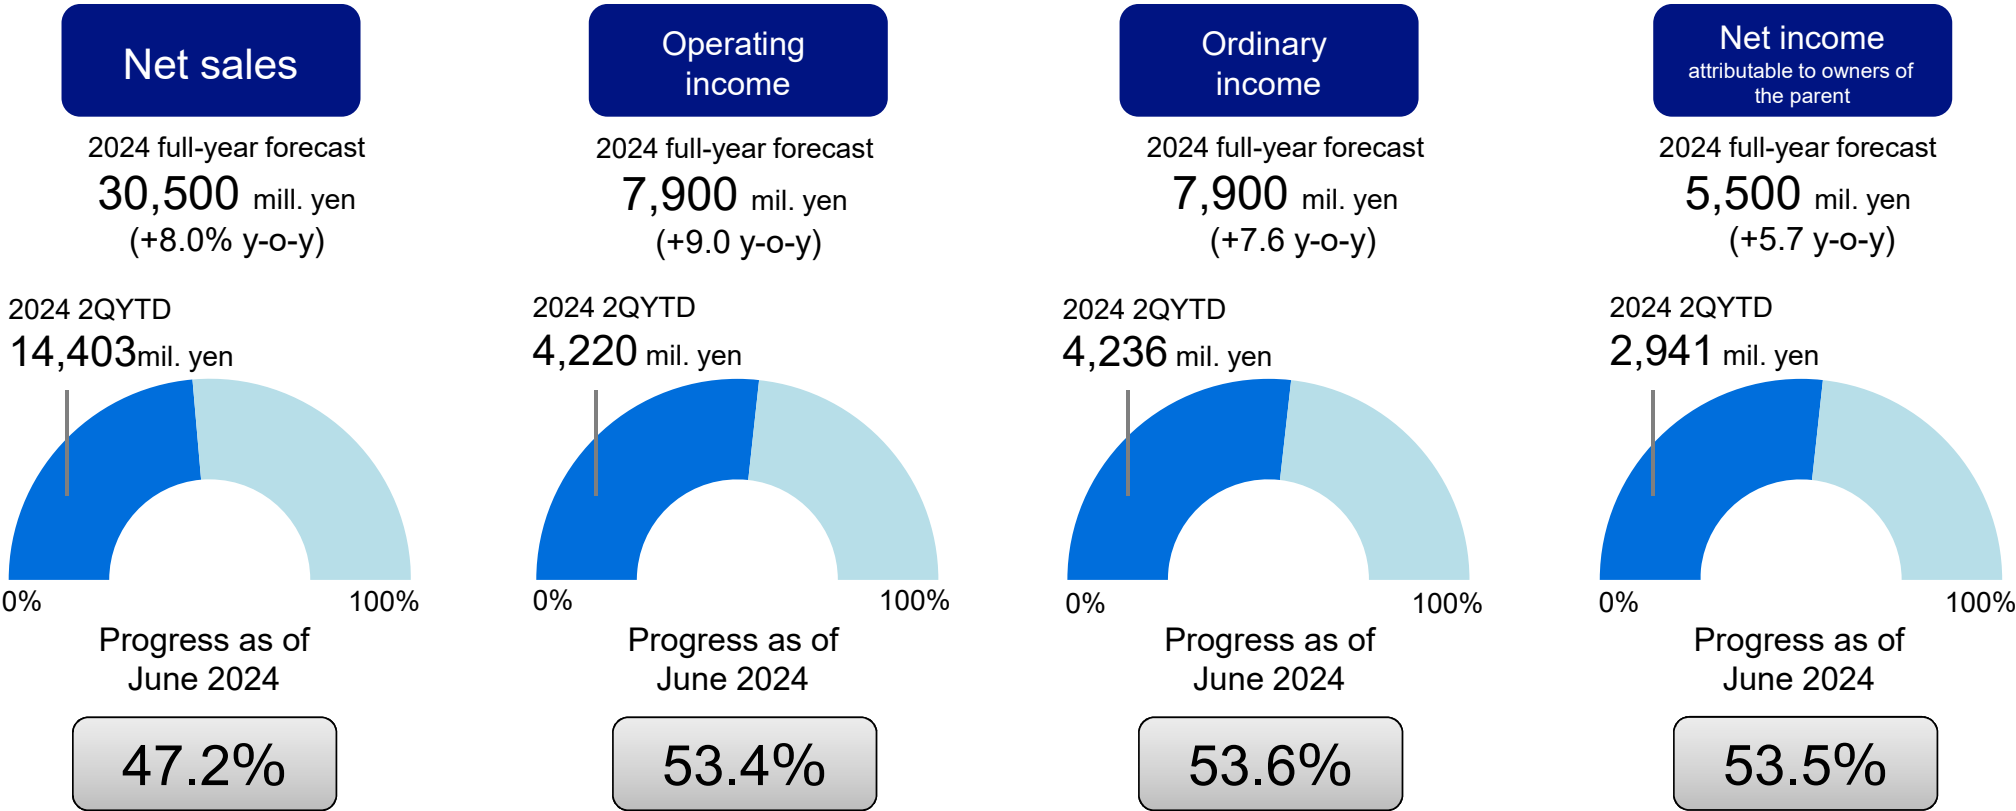 Net sales
2024 full-year forecast
30,500 mill. yen
(+8.0% y-o-y)
2024 2QYTD
14,403mil. yen
0%
100%
Progress as of
June 2024
47.2%
Operating
income
2024 full-year forecast
7,900 mil. yen
(+9.0 y-o-y)
2024 2QYTD
4,220 mil. yen
0%
100%
Progress as of
June 2024
53.4%
Ordinary
income
2024 full-year forecast
7,900 mil. yen
(+7.6 y-o-y)
2024 2QYTD
4,236 mil. yen
0%
100%
Progress as of
June 2024
53.6%
Net income
attributable to owners of
the parent
2024 full-year forecast
5,500 mil. yen
(+5.7 y-o-y)
2024 2QYTD
2,941 mil. yen
0%
100%
Progress as of
June 2024
53.5%